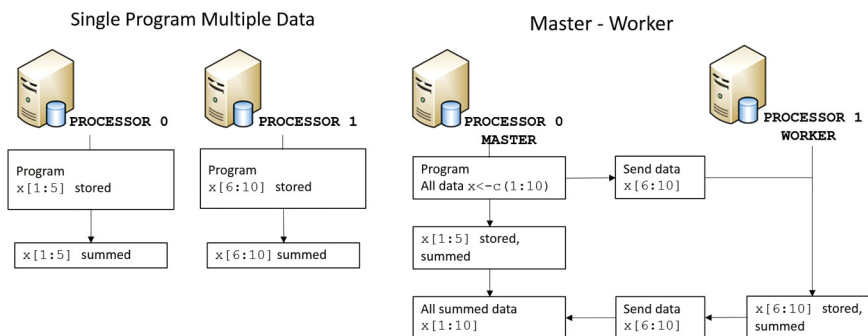 Single Program Multiple Data
PROCESSOR 0
PROCESSOR 1
Program
x[1:5] stored
Program
x[6:10] stored
x[1:5] summed
x[6:10] summed
Master - Worker
PROCESSOR 0
MASTER
PROCESSOR 1
WORKER
Program
All data x<-c(1:10)
Send data
x[6:10]
x[1:5] stored,
summed
All summed data
x[1:10]
Send data
x[6:10]
x[6:10] stored,
summed